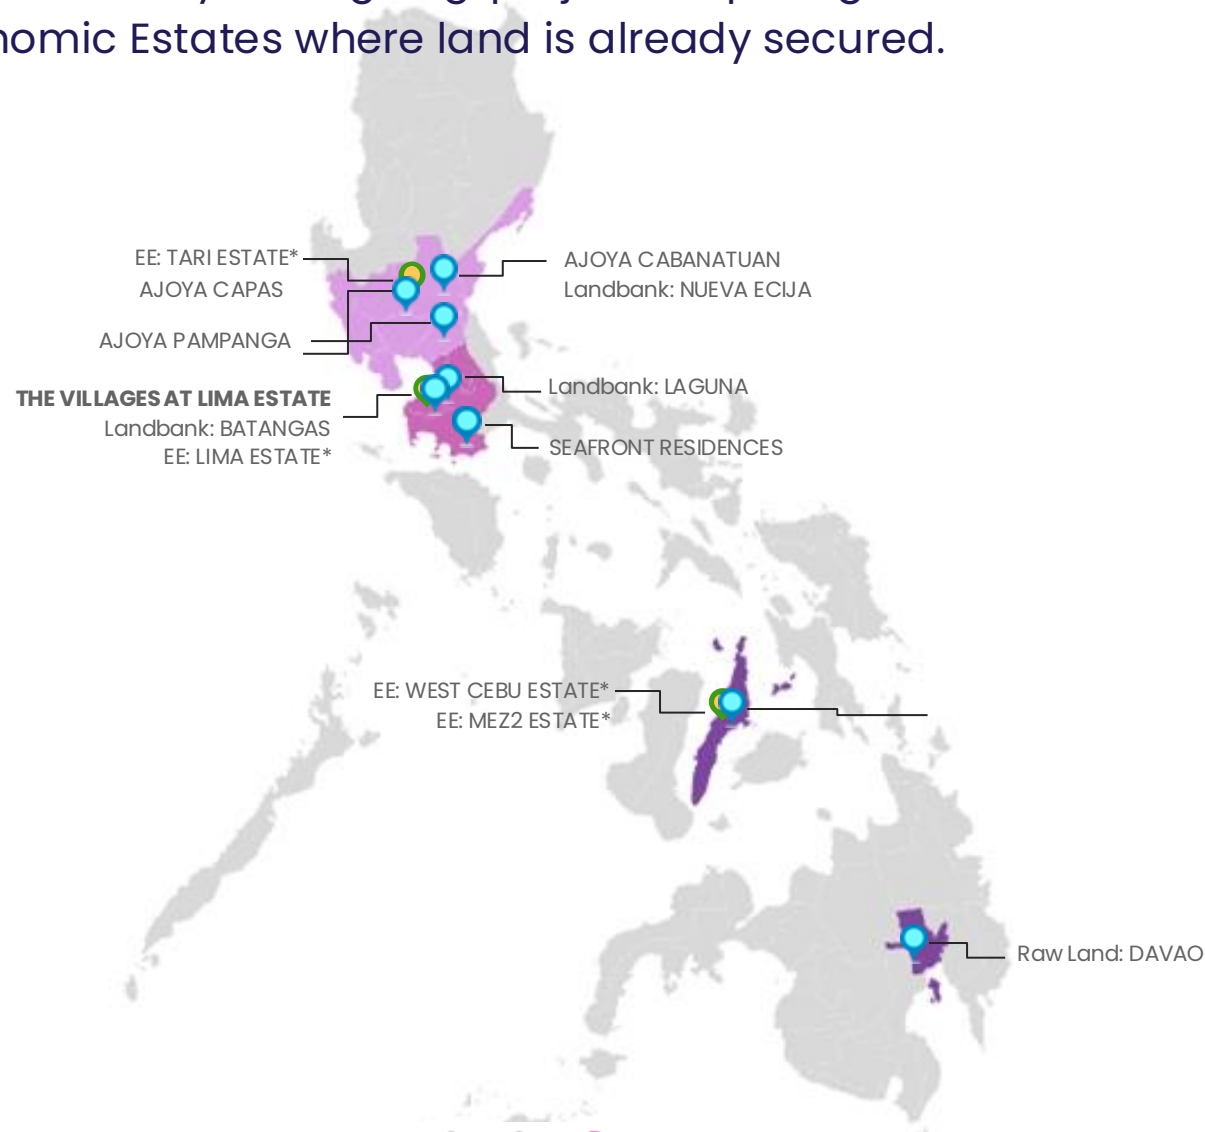 nomic Estates where land is already secured.
EE: TARI ESTATE*
AJOYA CAPAS
AJOYA PAMPANGA
AJOYA CABANATUAN
Landbank: NUEVA ECIJA
THE VILLAGES AT LIMA ESTATE
Landbank: BATANGAS
EE: LIMA ESTATE*
Landbank: LAGUNA
SEAFRONT RESIDENCES
EE: WEST CEBU ESTATE*
EE: MEZ2 ESTATE*
Raw Land: DAVAO